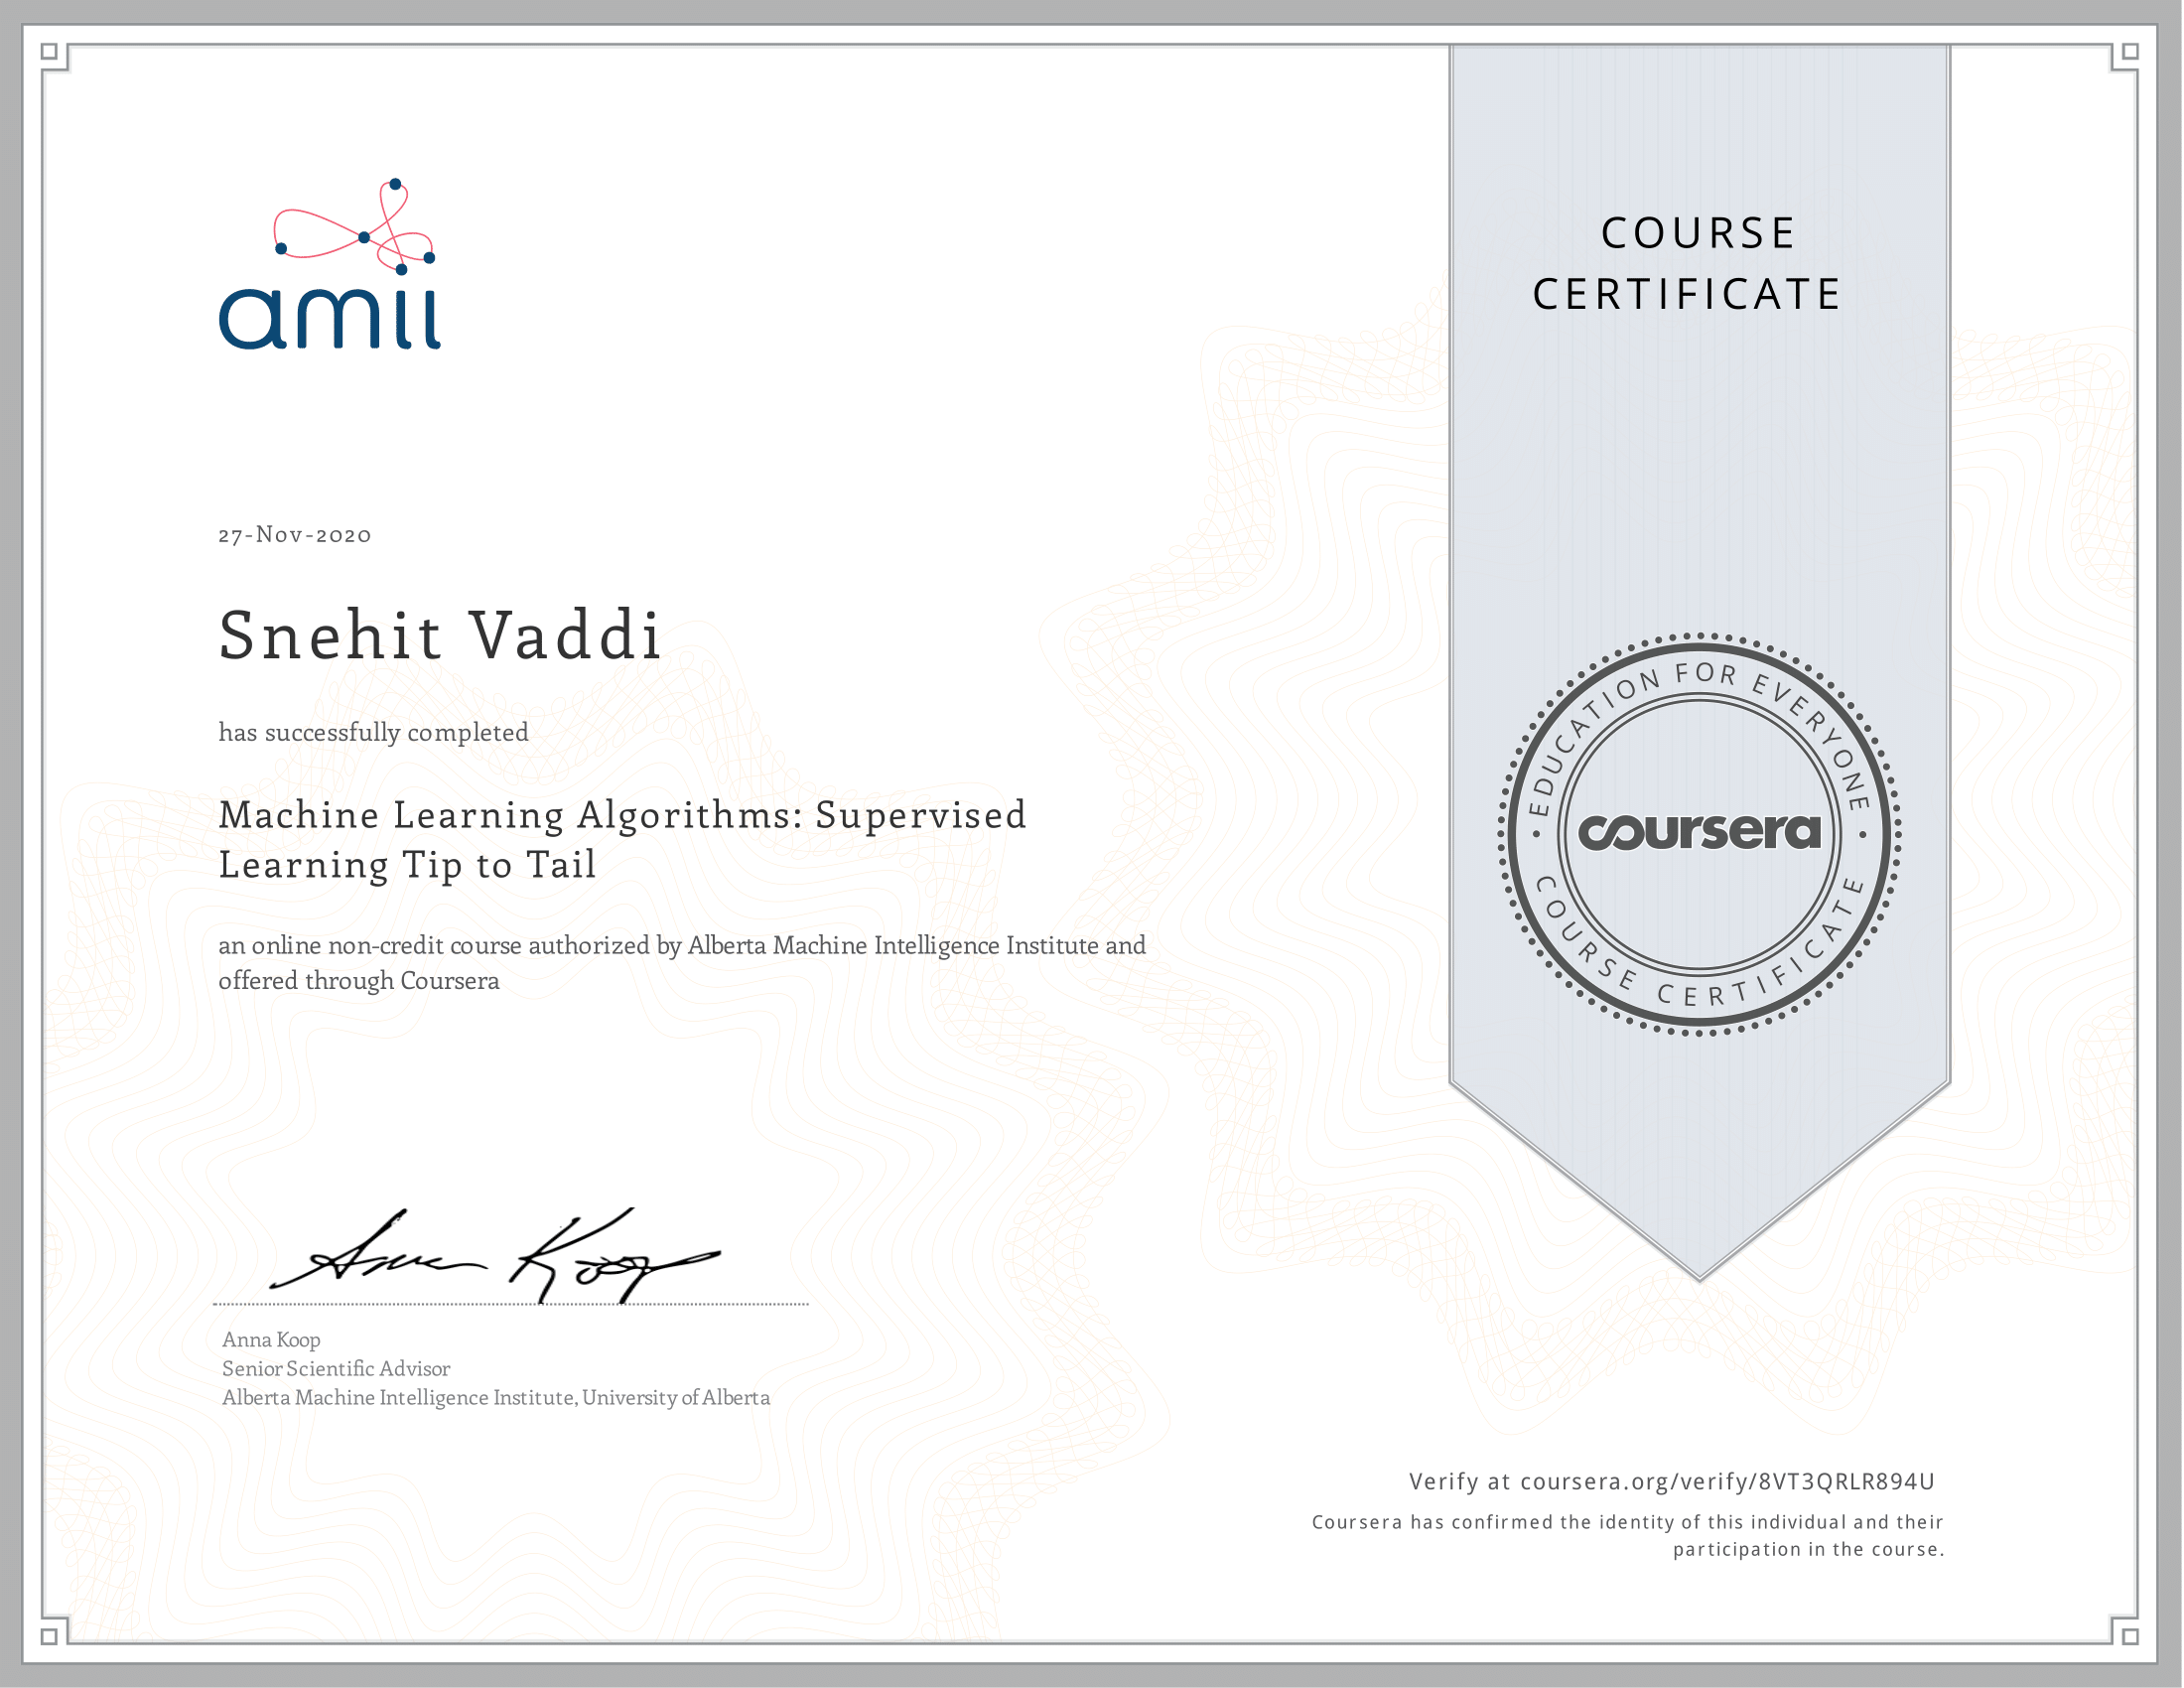 amii
COURSE
CERTIFICATE
27-Nov-2020
Snehit Vaddi
has successfully completed
Machine Learning Algorithms: Supervised
Learning Tip to Tail
an online non-credit course authorized by Alberta Machine Intelligence Institute and
offered through Coursera
• EDUCATION FOR EVERYONE •
coursera
COURSE CERTIFICATE
Anna Koop
Anna Koop
Senior Scientific Advisor
Alberta Machine Intelligence Institute, University of Alberta
Verify at coursera.org/verify/8VT3QRLR894U
Coursera has confirmed the identity of this individual and their
participation in the course.